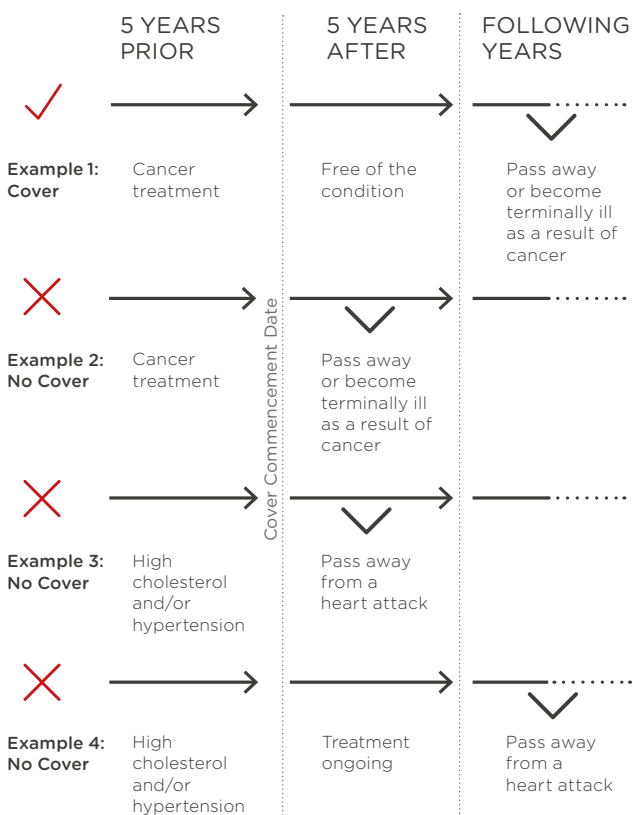 5 YEARS
PRIOR
5 YEARS
AFTER
FOLLOWING
YEARS
Example 1:
Cover
Cancer
treatment
Free of the
condition
Pass away
or become
terminally ill
as a result of
cancer
Cover Commencement Date
Example 2:
No Cover
Cancer
treatment
Pass away
or become
terminally ill
as a result of
cancer
Example 3:
No Cover
High
cholesterol
and/or
hypertension
Pass away
from a
heart attack
Example 4:
No Cover
High
cholesterol
and/or
hypertension
Treatment
ongoing
Pass away
from a
heart attack